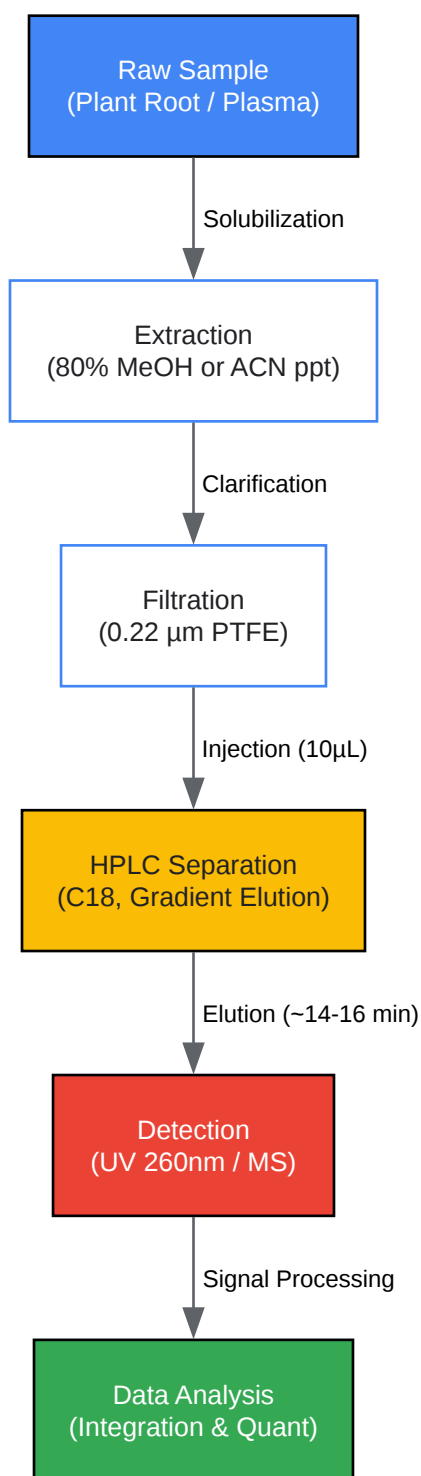 Raw Sample
(Plant Root / Plasma)
Solubilization
Extraction
(80% MeOH or ACN ppt)
Clarification
Filtration
(0.22 µm PTFE)
Injection (10µL)
HPLC Separation
(C18, Gradient Elution)
Elution (~14-16 min)
Detection
(UV 260nm / MS)
Signal Processing
Data Analysis
(Integration & Quant)